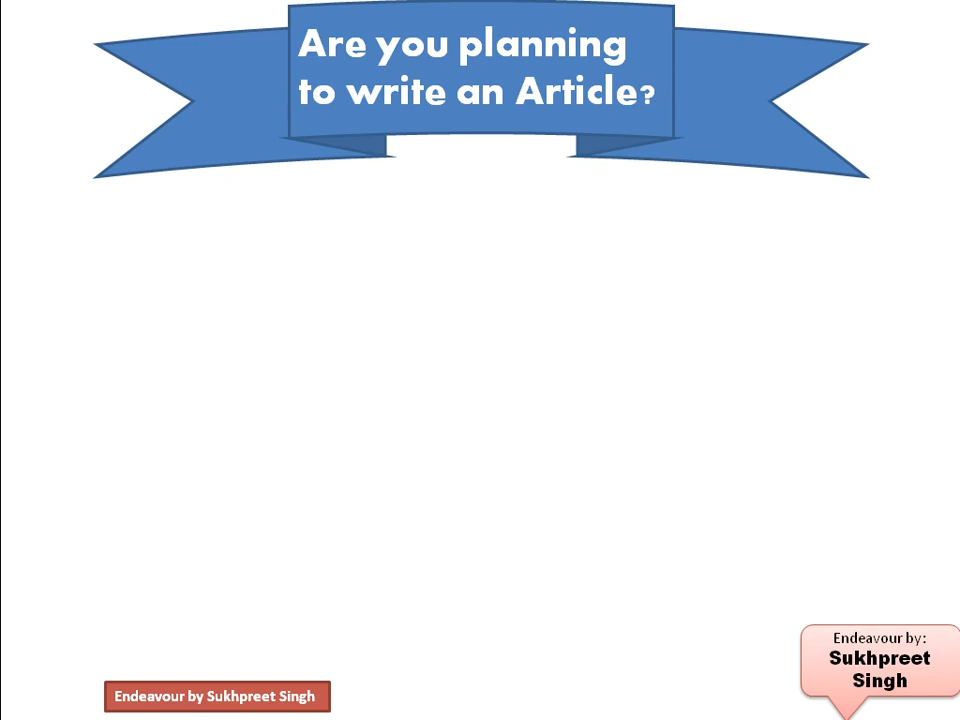 Are you planning
to write an Article?
Endeavour by:
Sukhpreet
Singh
Endeavour by Sukhpreet Singh